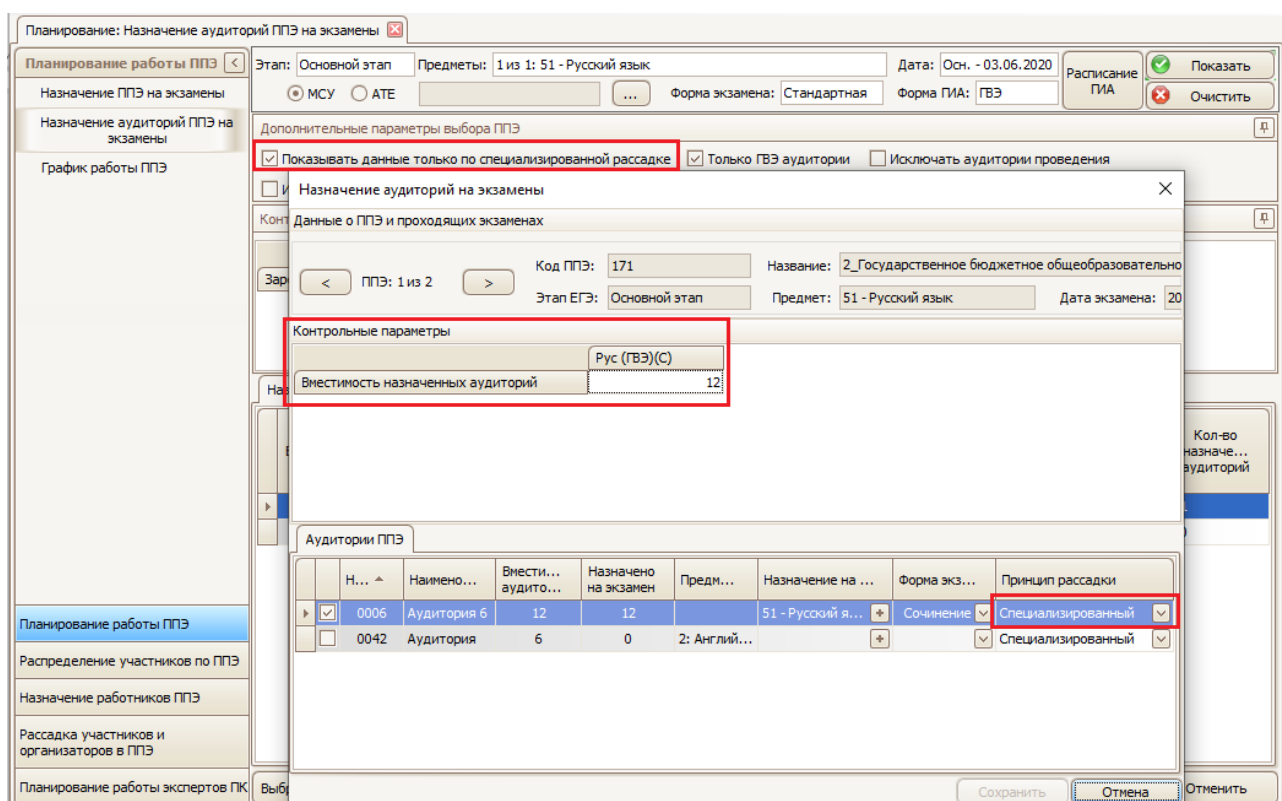 Планирование: Назначение аудиторий ППЭ на экзамены
Планирование работы ППЭ <
Назначение ППЭ на экзамены
Назначение аудиторий ППЭ на
экзамены
График работы ППЭ
Этап: Основной этап Предметы: 1 из 1: 51 - Русский язык Дата: Осн. - 03.06.2020
МСУ АТЕ ... Форма экзамена: Стандартная Форма ГИА: ГВЭ
Расписание
ГИА
Показать
Очистить
Дополнительные параметры выбора ППЭ
Показывать данные только по специализированной рассадке Только ГВЭ аудитории Исключать аудитории проведения
Назначение аудиторий на экзамены
Данные о ППЭ и проходящих экзаменах
< ППЭ: 1 из 2 > Код ППЭ: 171 Название: 2_Государственное бюджетное общеобразовательно
Этап ЕГЭ: Основной этап Предмет: 51 - Русский язык Дата экзамена: 20
Контрольные параметры
Рус (ГВЭ)(С)
Вместимость назначенных аудиторий 12
Конт
Заре
Наз
Кол-во
назначе...
аудиторий
Аудитории ППЭ
Н... Наимено... Вмести...
аудито... Назначено
на экзамен Предм... Назначение на ... Форма экз... Принцип рассадки
0006 Аудитория 6 12 12 51 - Русский я... + Сочинение Специализированный
0042 Аудитория 6 0 2: Англий... + Специализированный
Сохранить Отмена
Планирование работы ППЭ
Распределение участников по ППЭ
Назначение работников ППЭ
Рассадка участников и
организаторов в ППЭ
Планирование работы экспертов ПК
Выбр
Отменить